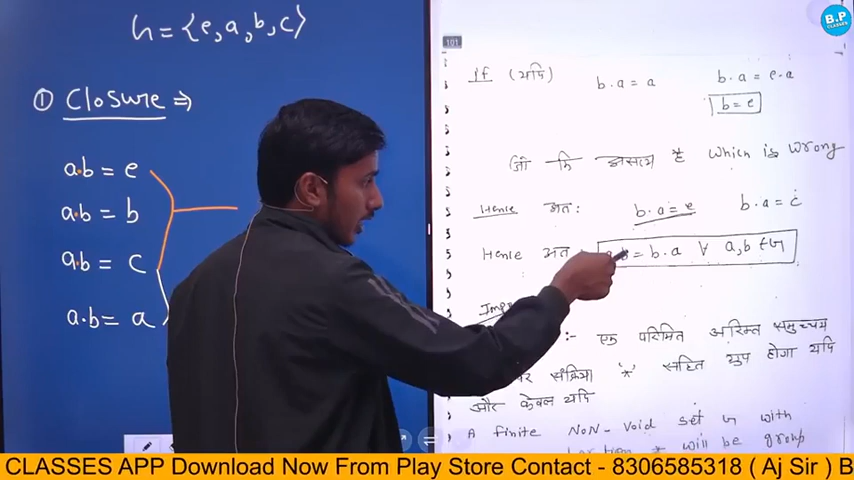 h = {e, a, b, c}
① Closure ⇒
a.b = e
a.b = b
a.b = c
a.b = a
B.P
CLASSES
101
If (यदि) b.a = a b.a = e.a
b = e
जो कि असत्य है which is wrong
Hence अतः b.a = e b.a = c
Hence अत = b.a ∀ a,b ∈ G
:- एक परिमित अरिक्त समुच्चय
पर संक्रिया '*' सहित ग्रुप होगा यदि
और केवल यदि
A finite NoN-void set G with
* will be group
CLASSES APP Download Now From Play Store Contact - 8306585318 ( Aj Sir ) B